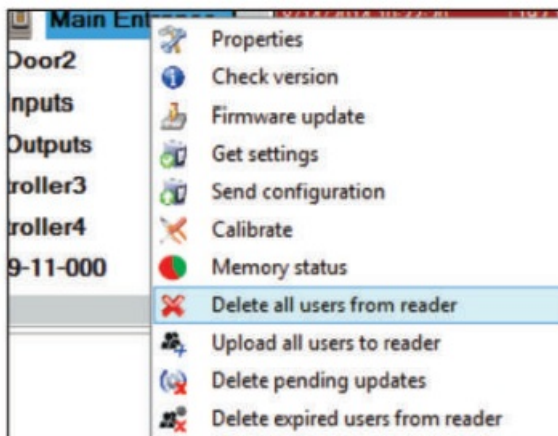 Main Ent
Properties
Door2
Check version
nputs
Firmware update
Outputs
Get settings
troller3
Send configuration
troller4
Calibrate
9-11-000
Memory status
Delete all users from reader
Upload all users to reader
Delete pending updates
Delete expired users from reader